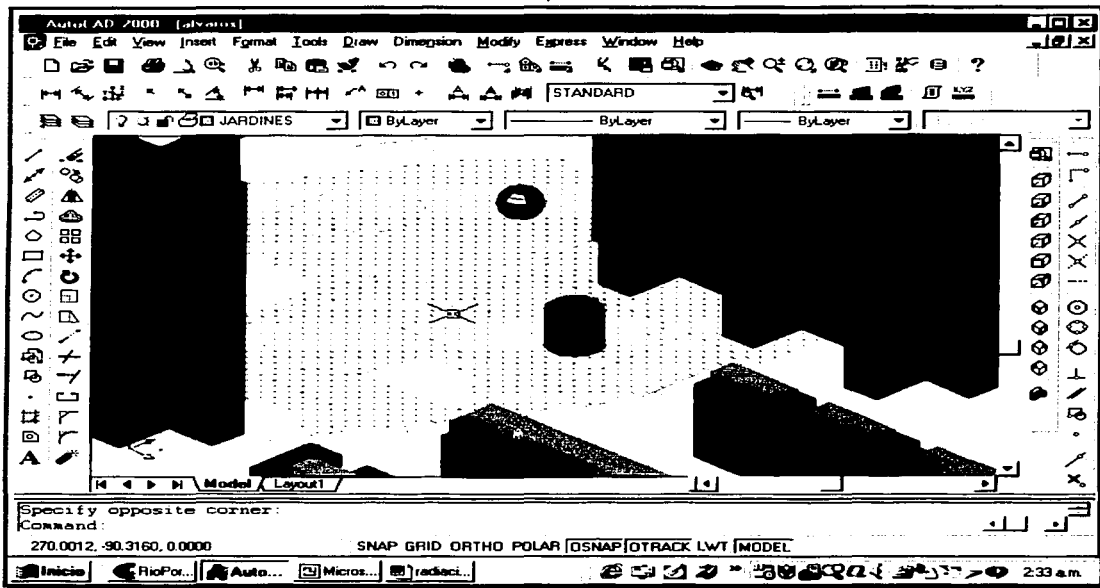 AutoCAD 2000 - [alvarox]
File Edit View Insert Format Tools Draw Dimension Modify Express Window Help
STANDARD
JARDINES ByLayer ByLayer ByLayer
A
Model Layout1
Specify opposite corner:
Command:
270.0012, -90.3160, 0.0000 SNAP GRID ORTHO POLAR OSNAP OTRACK LWT MODEL
Inicio RioPor... Auto... Micros... radiaci... 2:33 a.m.